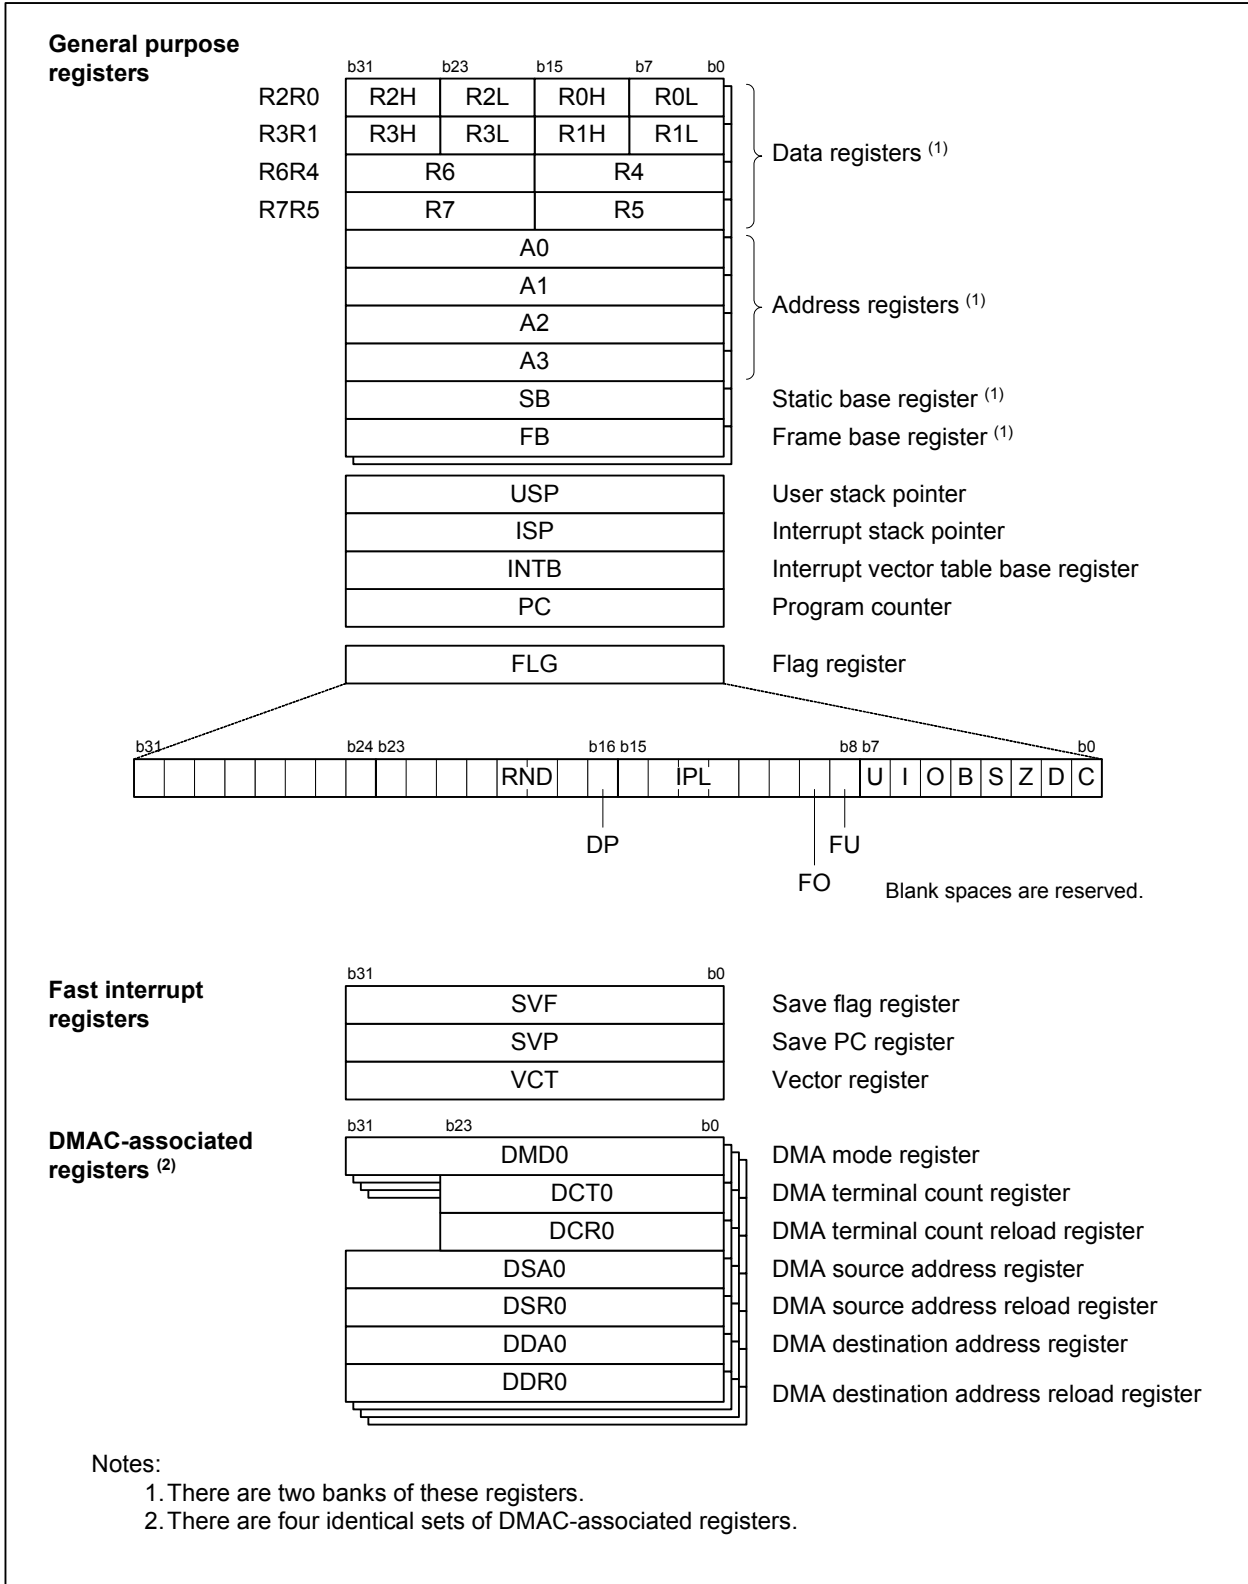 General purpose
registers
b31 b23 b15 b7 b0
R2R0 R2H R2L R0H R0L
R3R1 R3H R3L R1H R1L
Data registers (1)
R6R4 R6 R4
R7R5 R7 R5
A0
A1
Address registers (1)
A2
A3
SB Static base register (1)
FB Frame base register (1)
USP User stack pointer
ISP Interrupt stack pointer
INTB Interrupt vector table base register
PC Program counter
FLG Flag register
b31 b24 b23 b16 b15 b8 b7 b0
RND IPL U I O B S Z D C
DP FU
FO
Blank spaces are reserved.
Fast interrupt
registers
b31 b0
SVF Save flag register
SVP Save PC register
VCT Vector register
DMAC-associated
registers (2)
b31 b23 b0
DMD0 DMA mode register
DCT0 DMA terminal count register
DCR0 DMA terminal count reload register
DSA0 DMA source address register
DSR0 DMA source address reload register
DDA0 DMA destination address register
DDR0 DMA destination address reload register
Notes:
1. There are two banks of these registers.
2. There are four identical sets of DMAC-associated registers.